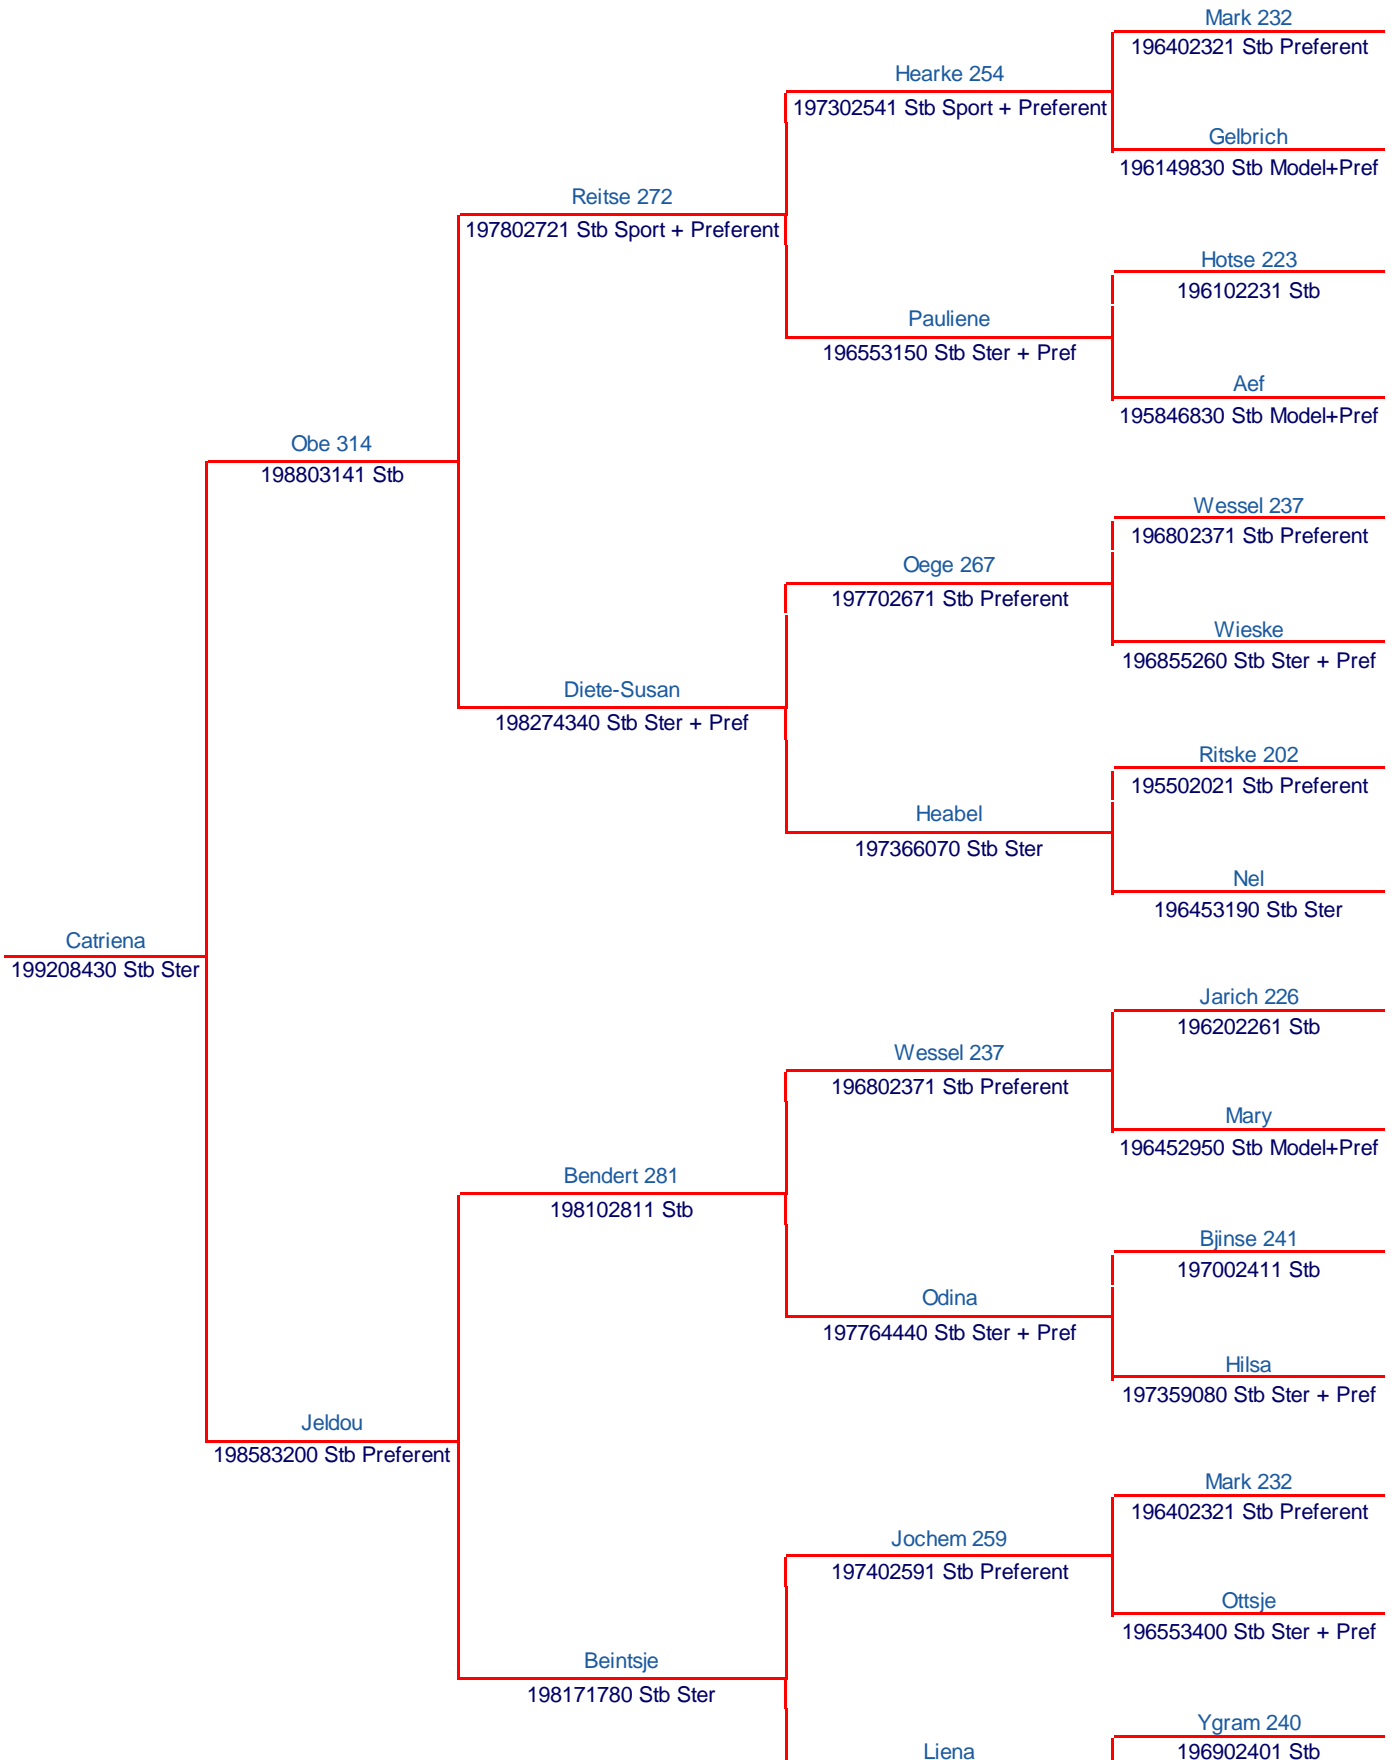 Mark 232
196402321 Stb Preferent
Hearke 254
197302541 Stb Sport + Preferent
Gelbrich
196149830 Stb Model+Pref
Reitse 272
197802721 Stb Sport + Preferent
Hotse 223
196102231 Stb
Pauliene
196553150 Stb Ster + Pref
Aef
195846830 Stb Model+Pref
Obe 314
198803141 Stb
Wessel 237
196802371 Stb Preferent
Oege 267
197702671 Stb Preferent
Wieske
196855260 Stb Ster + Pref
Diete-Susan
198274340 Stb Ster + Pref
Ritske 202
195502021 Stb Preferent
Heabel
197366070 Stb Ster
Nel
196453190 Stb Ster
Catriena
199208430 Stb Ster
Jarich 226
196202261 Stb
Wessel 237
196802371 Stb Preferent
Mary
196452950 Stb Model+Pref
Bendert 281
198102811 Stb
Bjinse 241
197002411 Stb
Odina
197764440 Stb Ster + Pref
Hilsa
197359080 Stb Ster + Pref
Jeldou
198583200 Stb Preferent
Mark 232
196402321 Stb Preferent
Jochem 259
197402591 Stb Preferent
Ottsje
196553400 Stb Ster + Pref
Beintsje
198171780 Stb Ster
Ygram 240
196902401 Stb
Liena